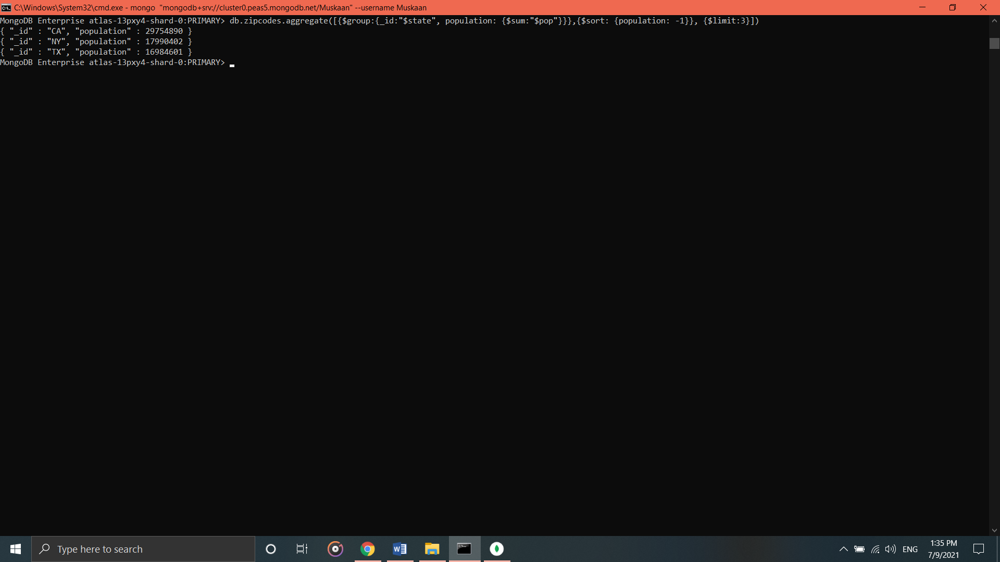 C:\Windows\System32\cmd.exe - mongo  "mongodb+srv://cluster0.peas5.mongodb.net/Muskaan" --username Muskaan
MongoDB Enterprise atlas-13pxy4-shard-0:PRIMARY> db.zipcodes.aggregate([{$group:{_id:"$state", population: {$sum:"$pop"}}},{$sort: {population: -1}}, {$limit:3}])
{ "_id" : "CA", "population" : 29754890 }
{ "_id" : "NY", "population" : 17990402 }
{ "_id" : "TX", "population" : 16984601 }
MongoDB Enterprise atlas-13pxy4-shard-0:PRIMARY>
Type here to search
ENG
1:35 PM
7/9/2021